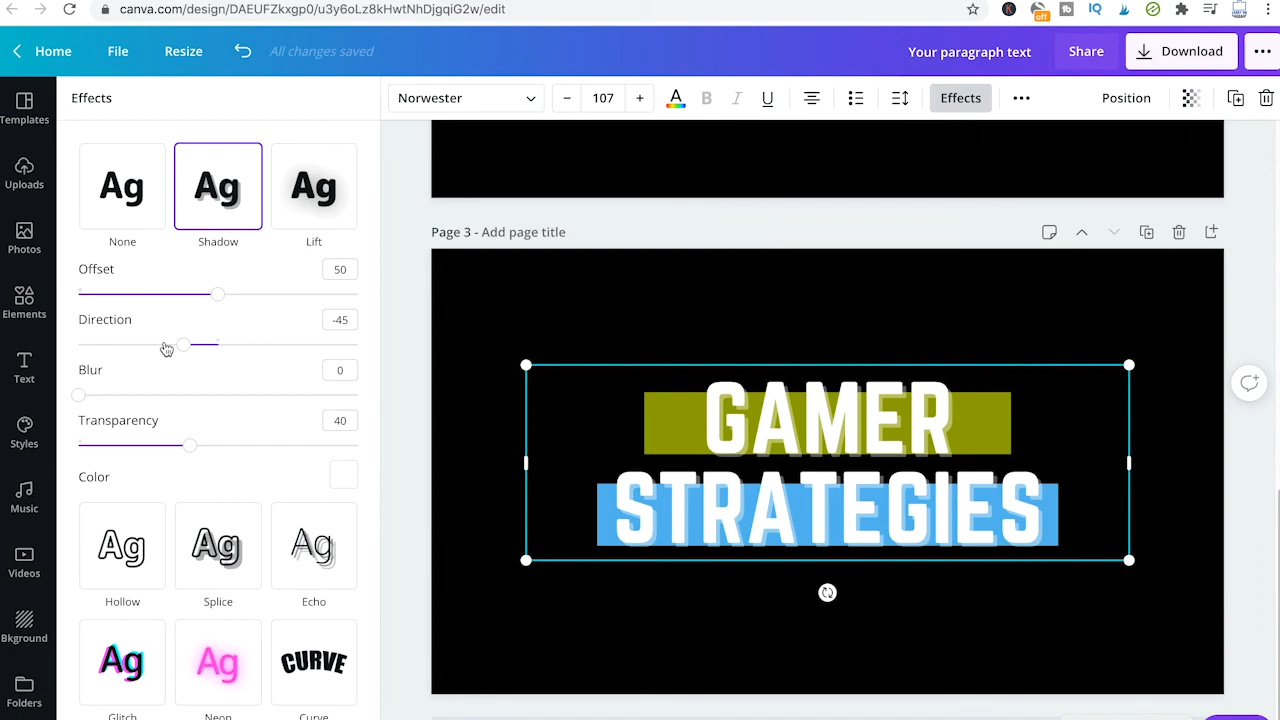 canva.com/design/DAEUFZkxgp0/u3y6oLz8kHwtNhDjgqiG2w/edit
off
tb
IQ
Home
File
Resize
All changes saved
Your paragraph text
Share
Download
Templates
Uploads
Photos
Elements
Text
Styles
Music
Videos
Bkground
Folders
Effects
Norwester
107
B
I
U
Effects
Position
Ag
Ag
Ag
None
Shadow
Lift
Offset
50
Direction
-45
Blur
0
Transparency
40
Color
Ag
Ag
Ag
Hollow
Splice
Echo
Ag
Ag
CURVE
Glitch
Neon
Curve
Page 3 - Add page title
GAMER
STRATEGIES